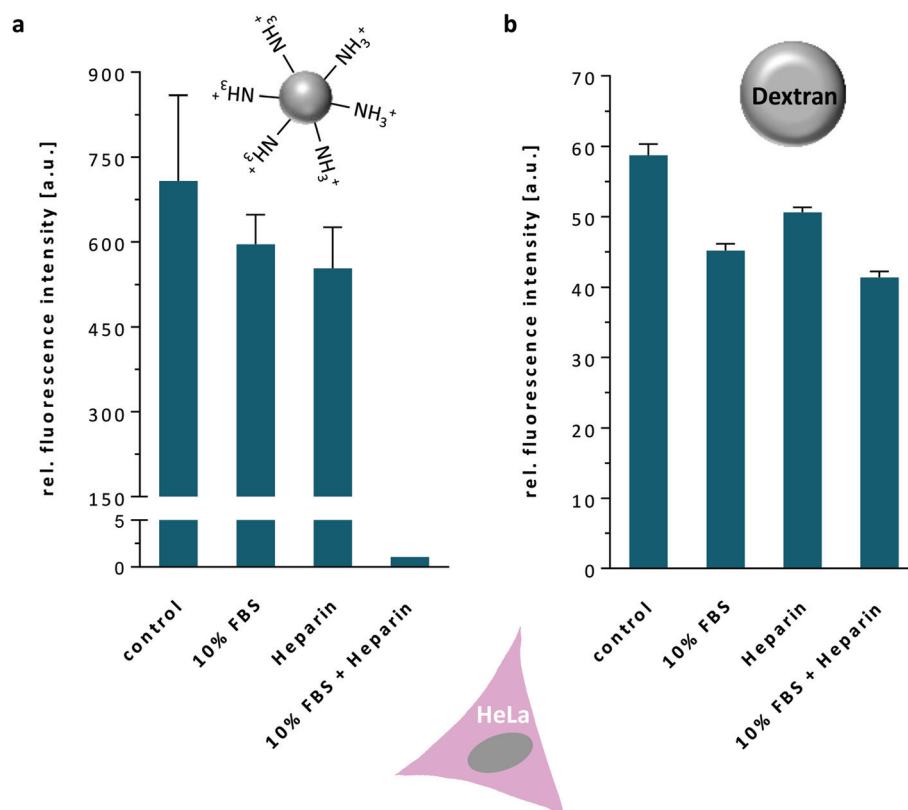 a
NH₃⁺
NH₃⁺
NH₃⁺
NH₃⁺
NH₃⁺
NH₃⁺
rel. fluorescence intensity [a.u.]
900
750
600
450
300
150
5
0
control
10% FBS
Heparin
10% FBS + Heparin
b
Dextran
rel. fluorescence intensity [a.u.]
70
60
50
40
30
20
10
0
control
10% FBS
Heparin
10% FBS + Heparin
HeLa